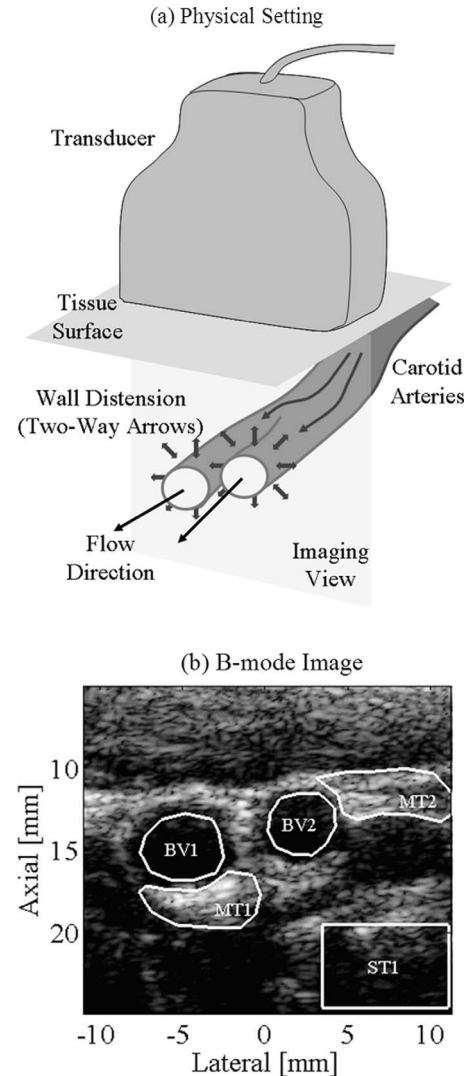 (a) Physical Setting
Transducer
Tissue
Surface
Carotid
Arteries
Wall Distension
(Two-Way Arrows)
Flow
Direction
Imaging
View
(b) B-mode Image
10
15
20
Axial [mm]
BV1
BV2
MT2
MT1
ST1
-10 -5 0 5 10
Lateral [mm]